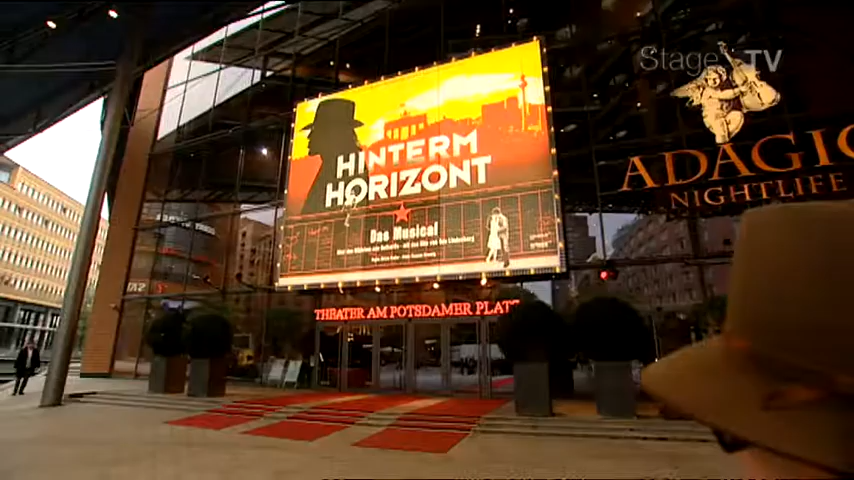 Stage TV
HINTERM
HORIZONT
Das Musical
ADAGIO
NIGHTLIFE
THEATER AM POTSDAMER PLATZ